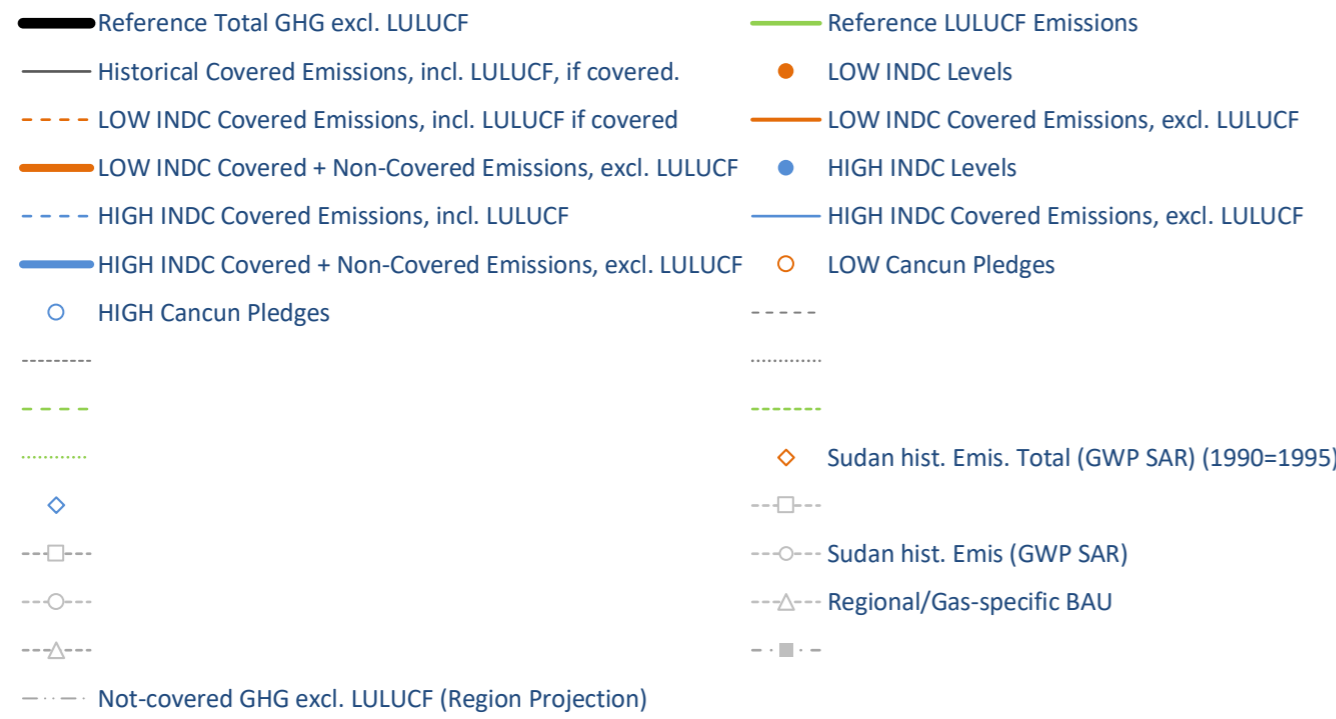 Reference Total GHG excl. LULUCF
Reference LULUCF Emissions
Historical Covered Emissions, incl. LULUCF, if covered.
LOW INDC Levels
LOW INDC Covered Emissions, incl. LULUCF if covered
LOW INDC Covered Emissions, excl. LULUCF
LOW INDC Covered + Non-Covered Emissions, excl. LULUCF
HIGH INDC Levels
HIGH INDC Covered Emissions, incl. LULUCF
HIGH INDC Covered Emissions, excl. LULUCF
HIGH INDC Covered + Non-Covered Emissions, excl. LULUCF
LOW Cancun Pledges
HIGH Cancun Pledges
Sudan hist. Emis. Total (GWP SAR) (1990=1995)
Sudan hist. Emis (GWP SAR)
Regional/Gas-specific BAU
Not-covered GHG excl. LULUCF (Region Projection)